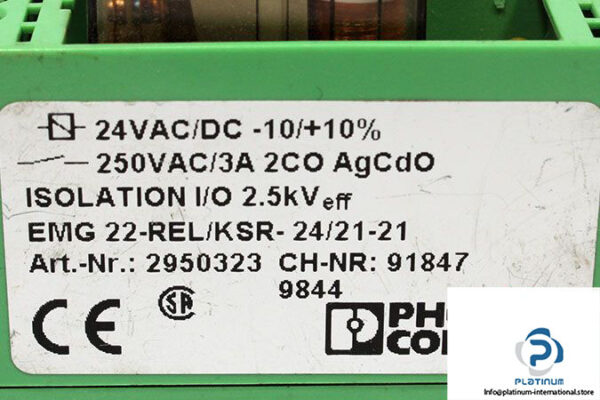 24VAC/DC -10/+10%
250VAC/3A 2CO AgCdO
ISOLATION I/O 2.5kVeff
EMG 22-REL/KSR- 24/21-21
Art.-Nr.: 2950323 CH-NR: 91847
9844
CE SA
PH
CO
PLATINUM
Info@platinum-international.store